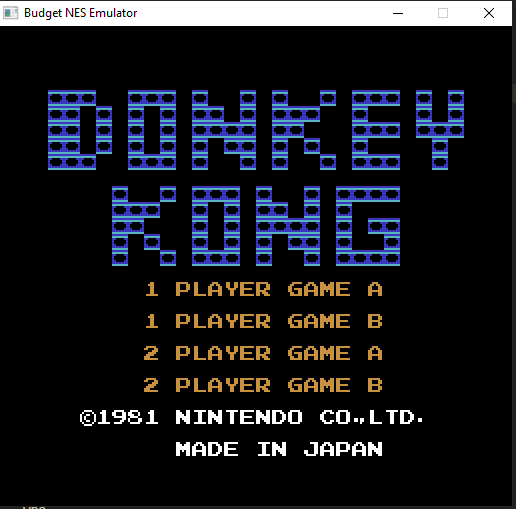 Budget NES Emulator
DONKEY
KONG
1 PLAYER GAME A
1 PLAYER GAME B
2 PLAYER GAME A
2 PLAYER GAME B
©1981 NINTENDO CO.,LTD.
MADE IN JAPAN